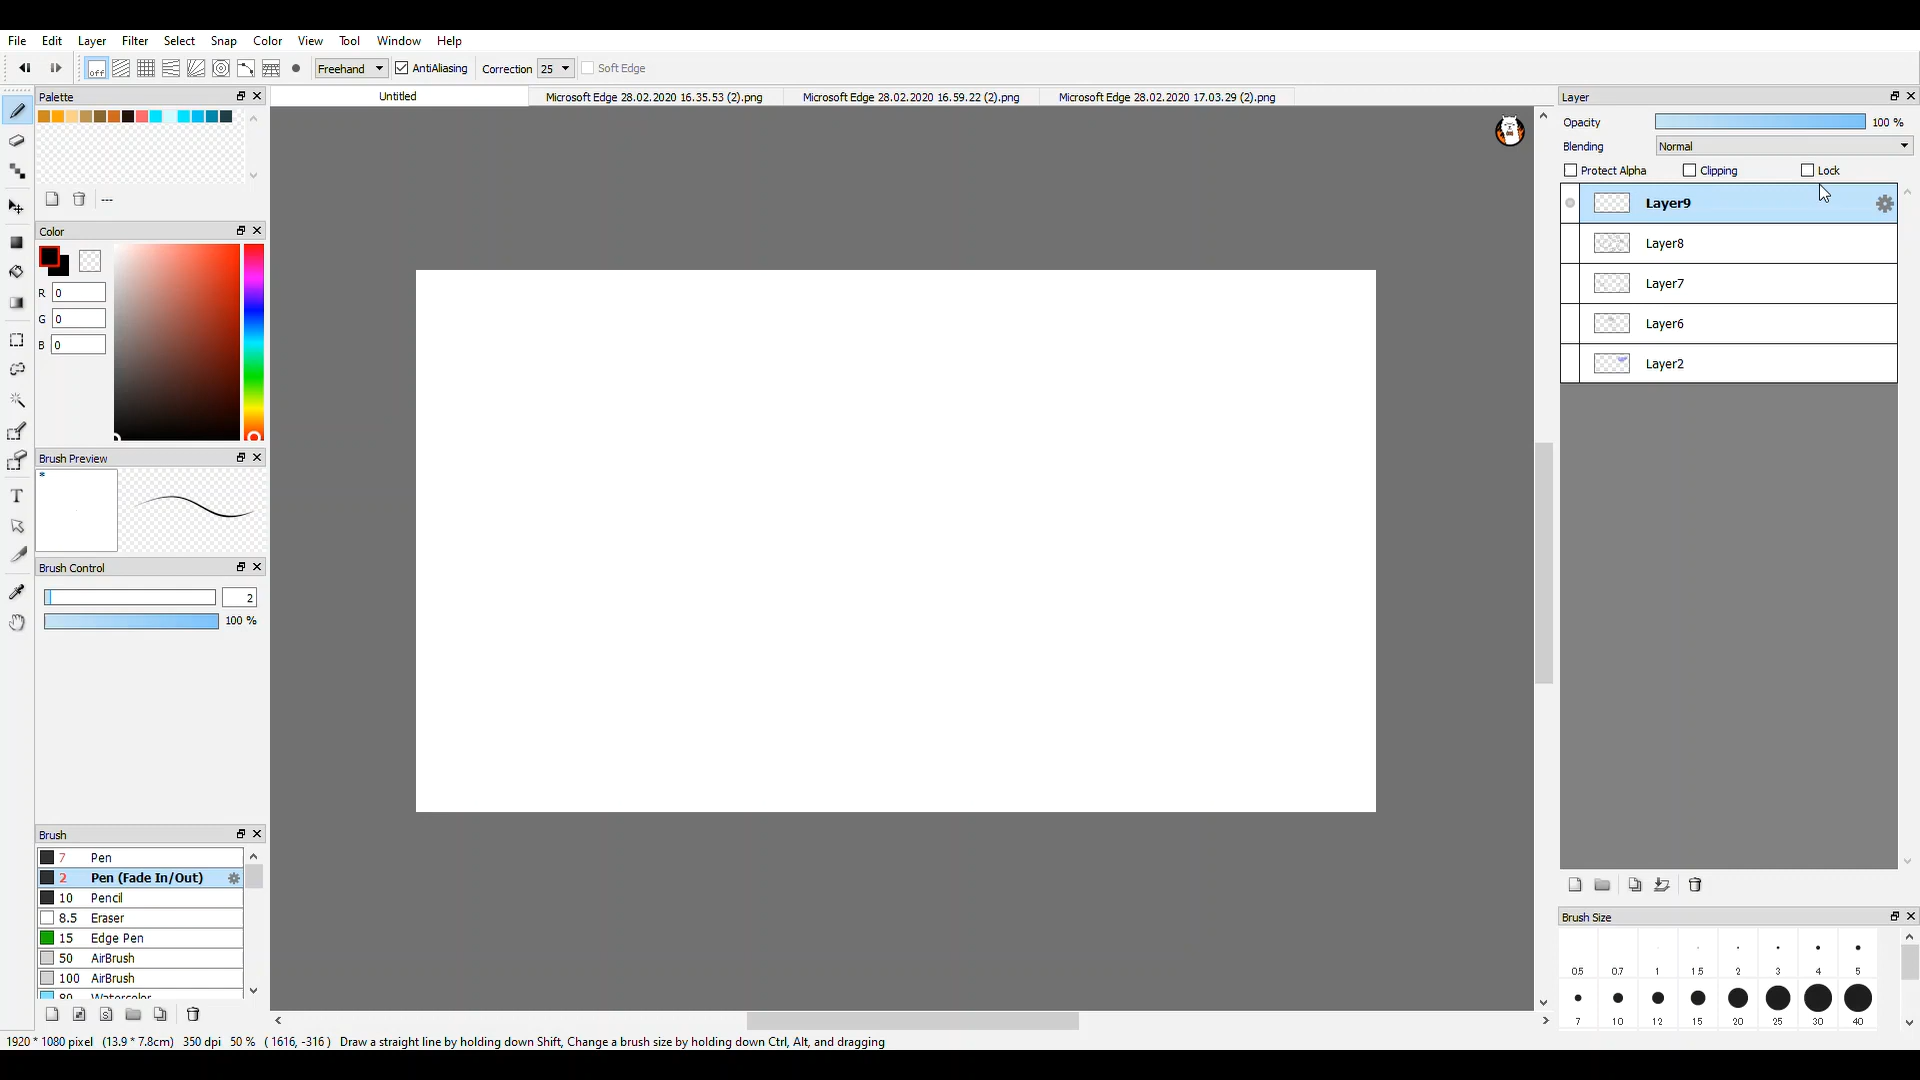 File Edit Layer Filter Select Snap Color View Tool Window Help
off Freehand AntiAliasing Correction 25 Soft Edge
Palette
Untitled
Microsoft Edge 28.02.2020 16.35.53 (2).png
Microsoft Edge 28.02.2020 16.59.22 (2).png
Microsoft Edge 28.02.2020 17.03.29 (2).png
---
Color
R 0
G 0
B 0
Brush Preview
*
T
Brush Control
2
100 %
Brush
7 Pen
2 Pen (Fade In/Out)
10 Pencil
8.5 Eraser
15 Edge Pen
50 AirBrush
100 AirBrush
80 Watercolor
S
Layer
Opacity 100 %
Blending Normal
Protect Alpha Clipping Lock
Layer9
Layer8
Layer7
Layer6
Layer2
Brush Size
0.5 0.7 1 1.5 2 3 4 5
7 10 12 15 20 25 30 40
1920 * 1080 pixel (13.9 * 7.8cm) 350 dpi 50 % ( 1616, -316 ) Draw a straight line by holding down Shift, Change a brush size by holding down Ctrl, Alt, and dragging